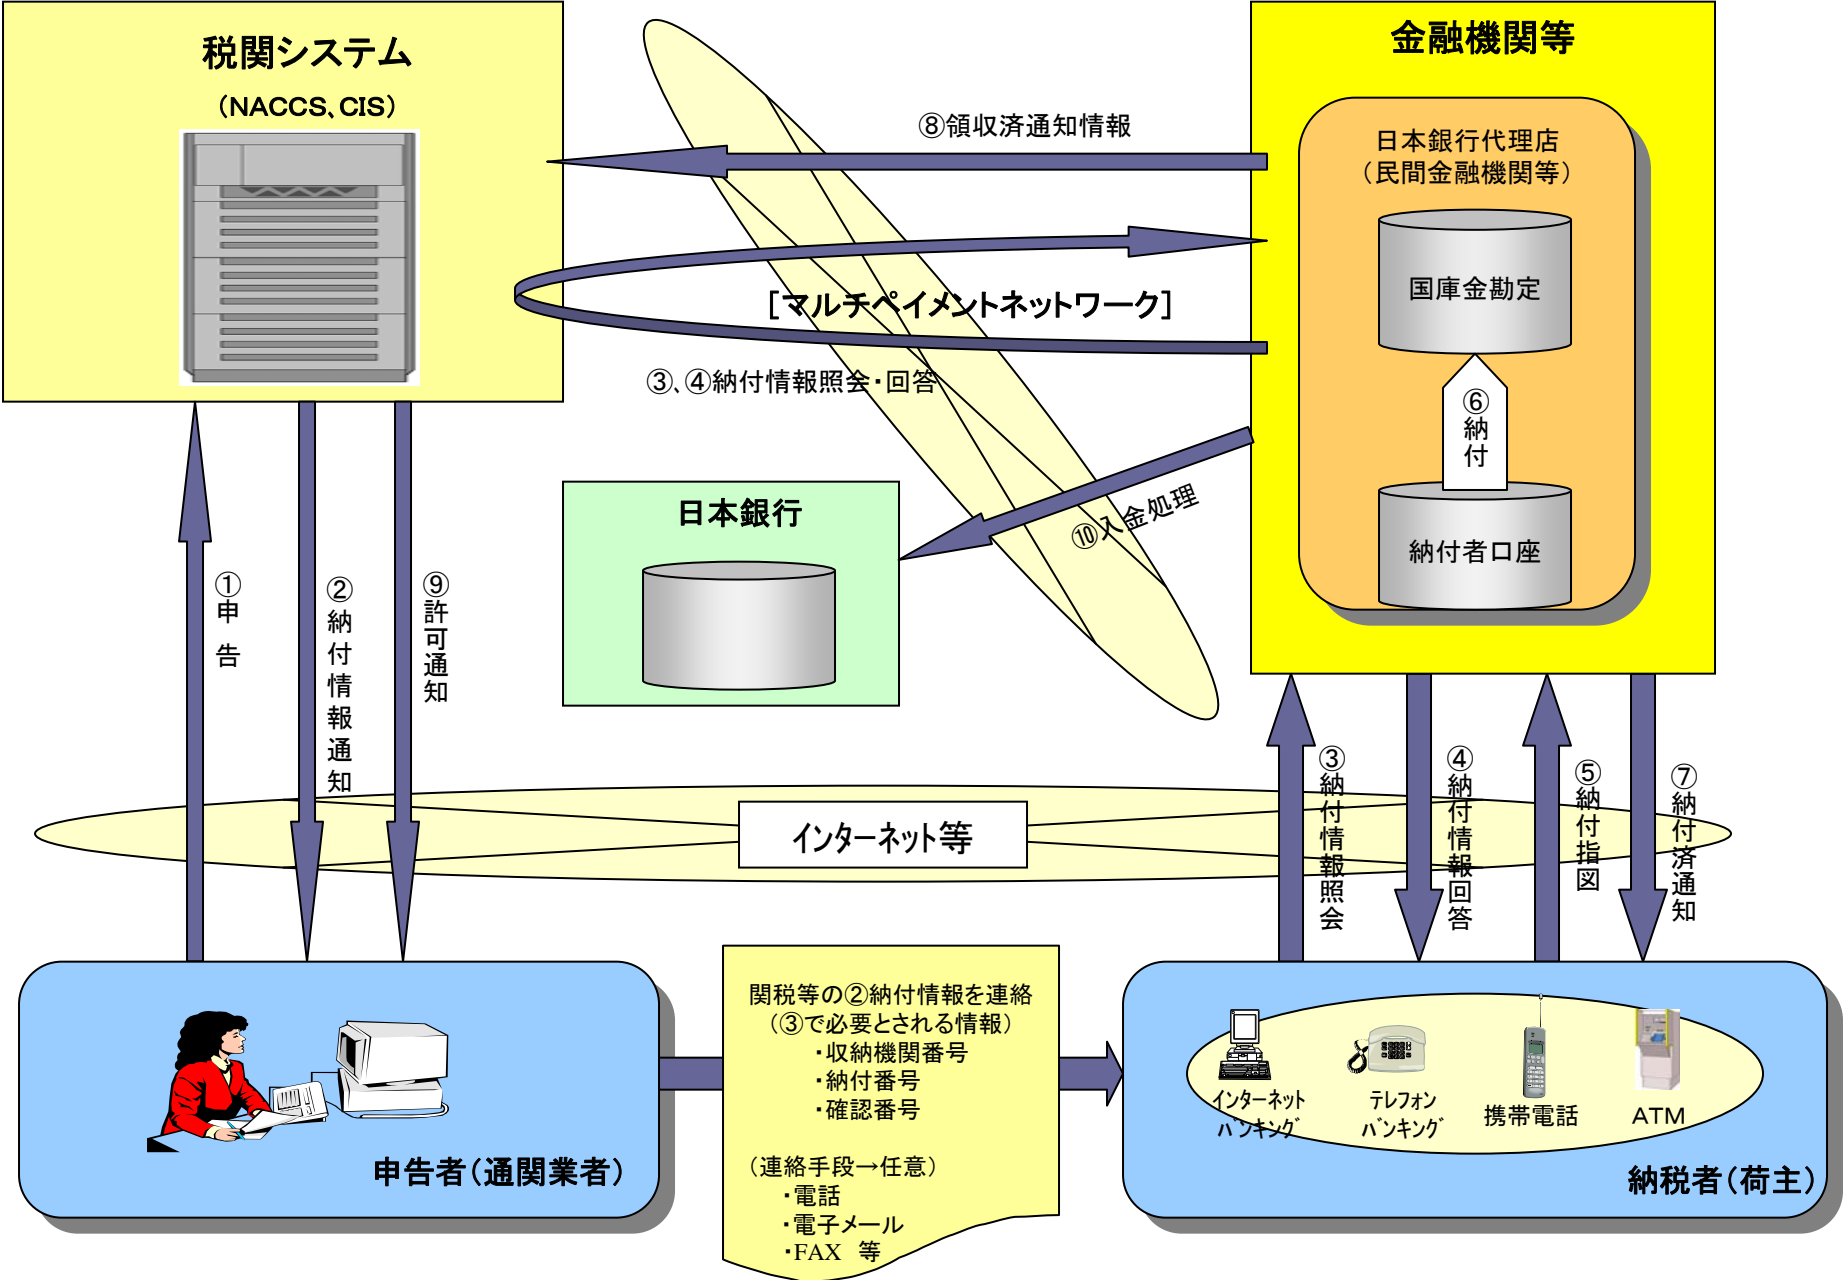 税関システム
（NACCS、CIS）
金融機関等
日本銀行代理店
（民間金融機関等）
国庫金勘定
⑥納付
納付者口座
⑧領収済通知情報
［マルチペイメントネットワーク］
③、④納付情報照会・回答
⑩入金処理
日本銀行
①申告
②納付情報通知
⑨許可通知
③納付情報照会
④納付情報回答
⑤納付指図
⑦納付済通知
インターネット等
関税等の②納付情報を連絡
（③で必要とされる情報）
・収納機関番号
・納付番号
・確認番号
（連絡手段→任意）
・電話
・電子メール
・FAX 等
申告者（通関業者）
インターネット
バンキング
テレフォン
バンキング
携帯電話
ATM
納税者（荷主）